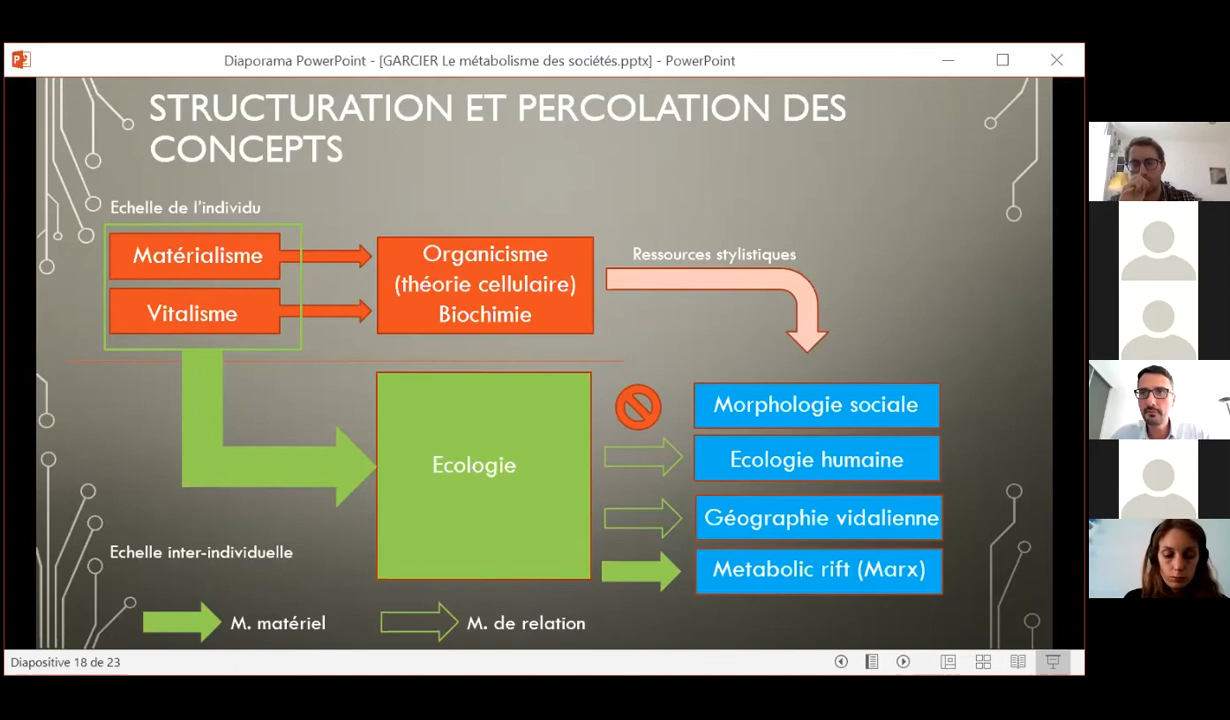 Diaporama PowerPoint - [GARCIER Le métabolisme des sociétés.pptx] - PowerPoint
STRUCTURATION ET PERCOLATION DES
CONCEPTS
Echelle de l'individu
Matérialisme
Vitalisme
Organicisme
(théorie cellulaire)
Biochimie
Ressources stylistiques
Ecologie
Morphologie sociale
Ecologie humaine
Géographie vidalienne
Metabolic rift (Marx)
Echelle inter-individuelle
M. matériel
M. de relation
Diapositive 18 de 23